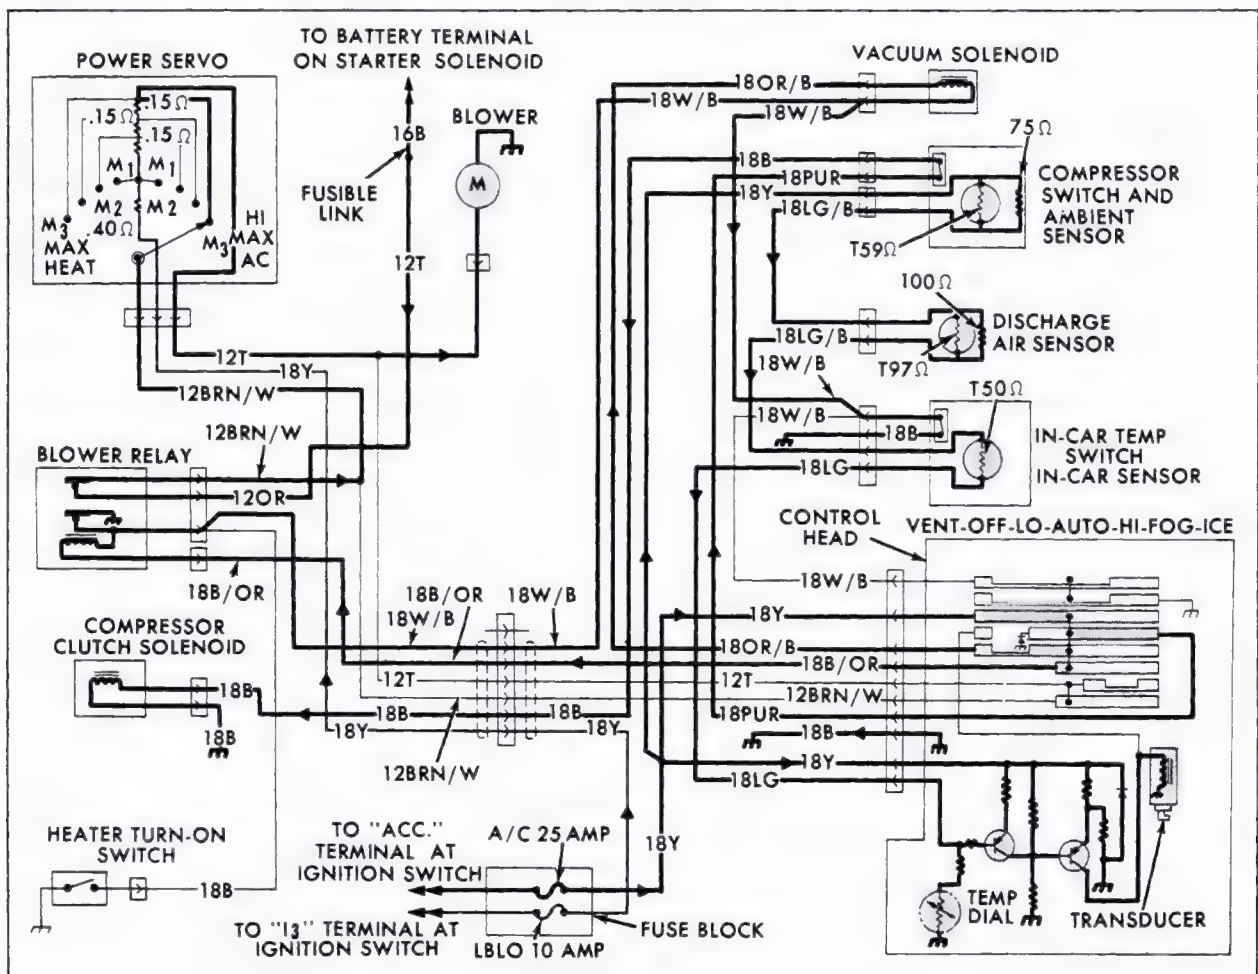 POWER SERVO
.15Ω
.15Ω
.15Ω
M1
M1
M2
M2
.40Ω
M3
MAX
HEAT
HI
M3 MAX
AC
TO BATTERY TERMINAL
ON STARTER SOLENOID
16B
FUSIBLE
LINK
12T
BLOWER
M
VACUUM SOLENOID
18OR/B
18W/B
18W/B
75Ω
18B
18PUR
18Y
18LG/B
COMPRESSOR
SWITCH AND
AMBIENT
SENSOR
T59Ω
100Ω
18LG/B
DISCHARGE
AIR SENSOR
T97Ω
18W/B
18W/B
18B
18LG
T50Ω
IN-CAR TEMP
SWITCH
IN-CAR SENSOR
12T
18Y
12BRN/W
12BRN/W
BLOWER RELAY
12OR
18B/OR
CONTROL
HEAD
VENT-OFF-LO-AUTO-HI-FOG-ICE
18W/B
18Y
18OR/B
18B/OR
12T
12BRN/W
18PUR
18B
18Y
18LG
18B/OR
18W/B
18W/B
12T
18B
18B
18Y
18Y
12BRN/W
COMPRESSOR
CLUTCH SOLENOID
18B
18B
HEATER TURN-ON
SWITCH
18B
TO "ACC."
TERMINAL AT
IGNITION SWITCH
A/C 25 AMP
18Y
TO "I3" TERMINAL AT
IGNITION SWITCH
LBLO 10 AMP
FUSE BLOCK
TEMP
DIAL
TRANSDUCER